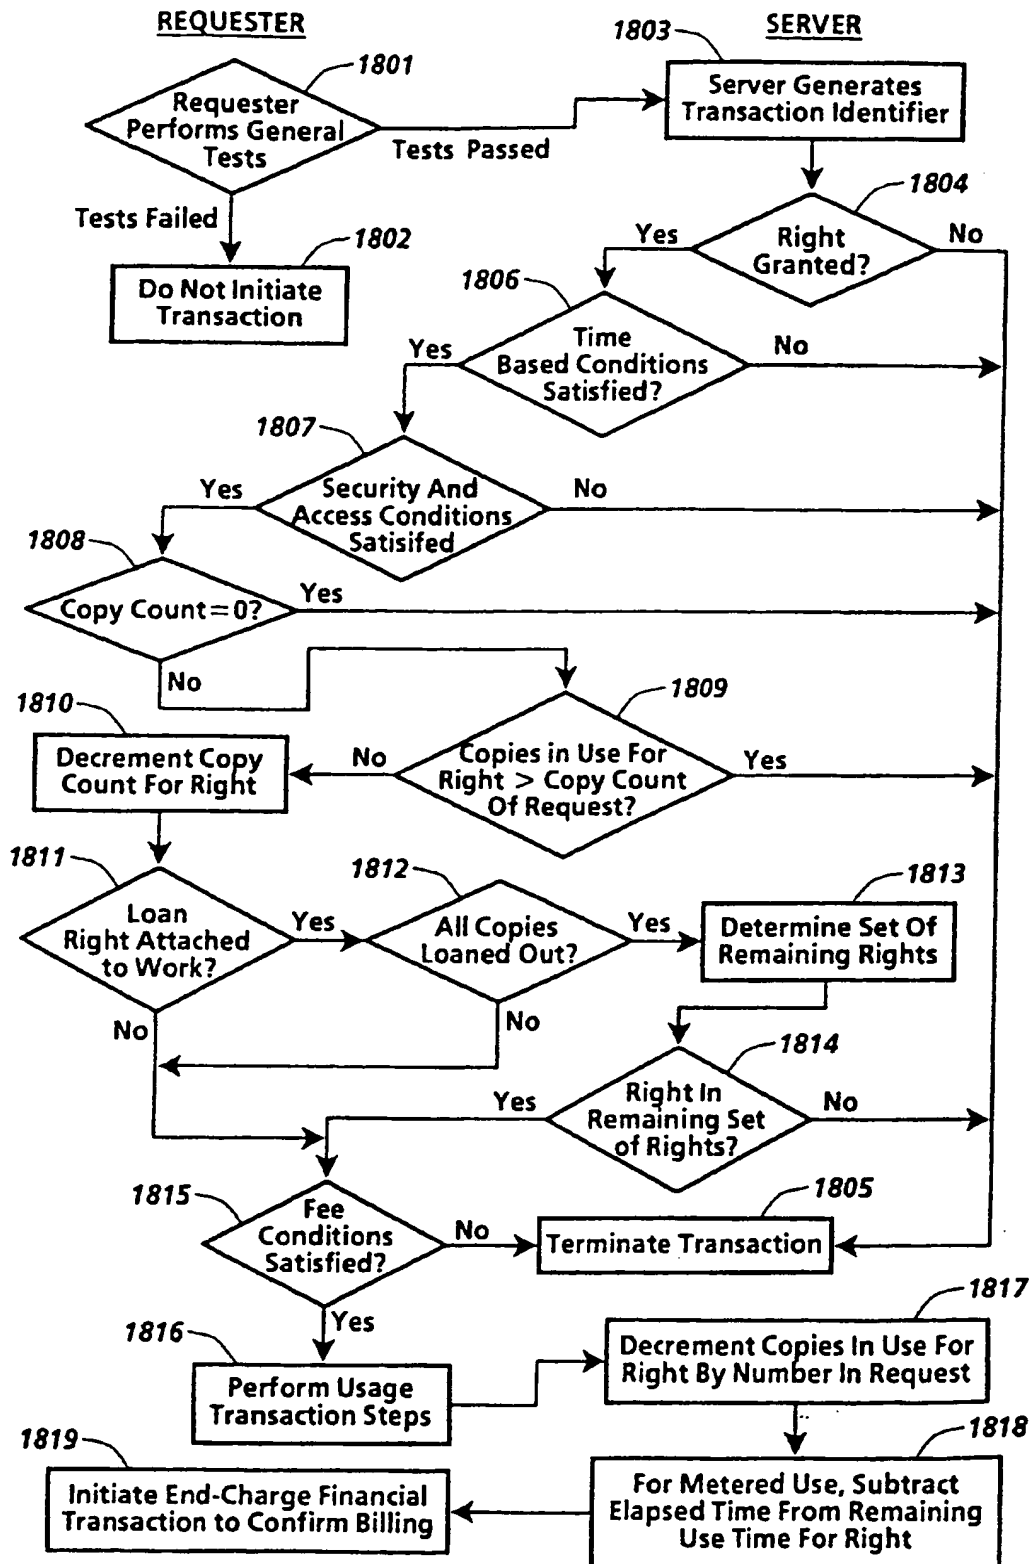 REQUESTER
SERVER
1801
1803
Requester
Performs General
Tests
Server Generates
Transaction Identifier
Tests Passed
Tests Failed
1802
Do Not Initiate
Transaction
1804
Right
Granted?
Yes
No
1806
Time
Based Conditions
Satisfied?
Yes
No
1807
Security And
Access Conditions
Satisifed
Yes
No
1808
Copy Count=0?
Yes
No
1809
Copies in Use For
Right > Copy Count
Of Request?
No
Yes
1810
Decrement Copy
Count For Right
1811
Loan
Right Attached
to Work?
Yes
No
1812
All Copies
Loaned Out?
Yes
No
1813
Determine Set Of
Remaining Rights
1814
Right In
Remaining Set
of Rights?
Yes
No
1815
Fee
Conditions
Satisfied?
No
Yes
1805
Terminate Transaction
1816
Perform Usage
Transaction Steps
1817
Decrement Copies In Use For
Right By Number In Request
1818
For Metered Use, Subtract
Elapsed Time From Remaining
Use Time For Right
1819
Initiate End-Charge Financial
Transaction to Confirm Billing